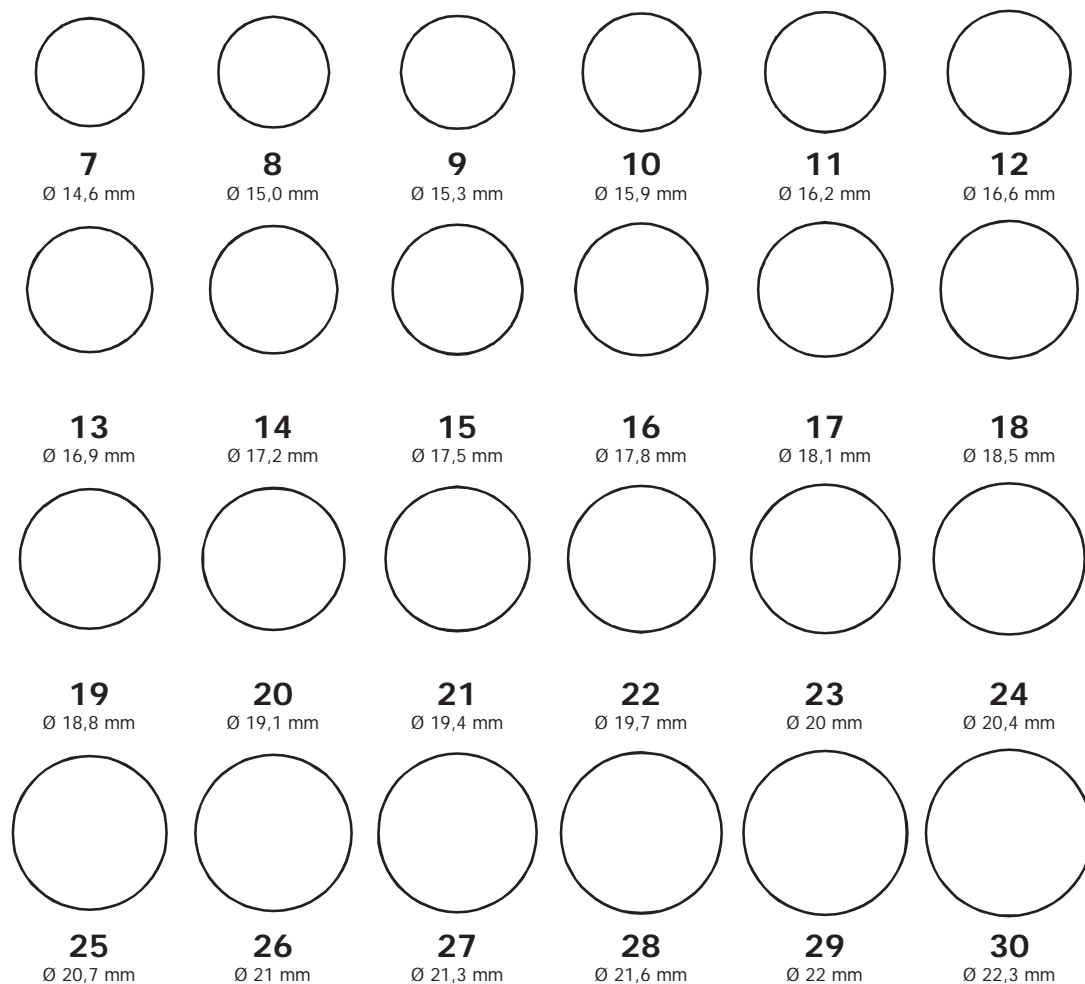 7 8 9 10 11 12
Ø 14,6 mm Ø 15,0 mm Ø 15,3 mm Ø 15,9 mm Ø 16,2 mm Ø 16,6 mm
13 14 15 16 17 18
Ø 16,9 mm Ø 17,2 mm Ø 17,5 mm Ø 17,8 mm Ø 18,1 mm Ø 18,5 mm
19 20 21 22 23 24
Ø 18,8 mm Ø 19,1 mm Ø 19,4 mm Ø 19,7 mm Ø 20 mm Ø 20,4 mm
25 26 27 28 29 30
Ø 20,7 mm Ø 21 mm Ø 21,3 mm Ø 21,6 mm Ø 22 mm Ø 22,3 mm